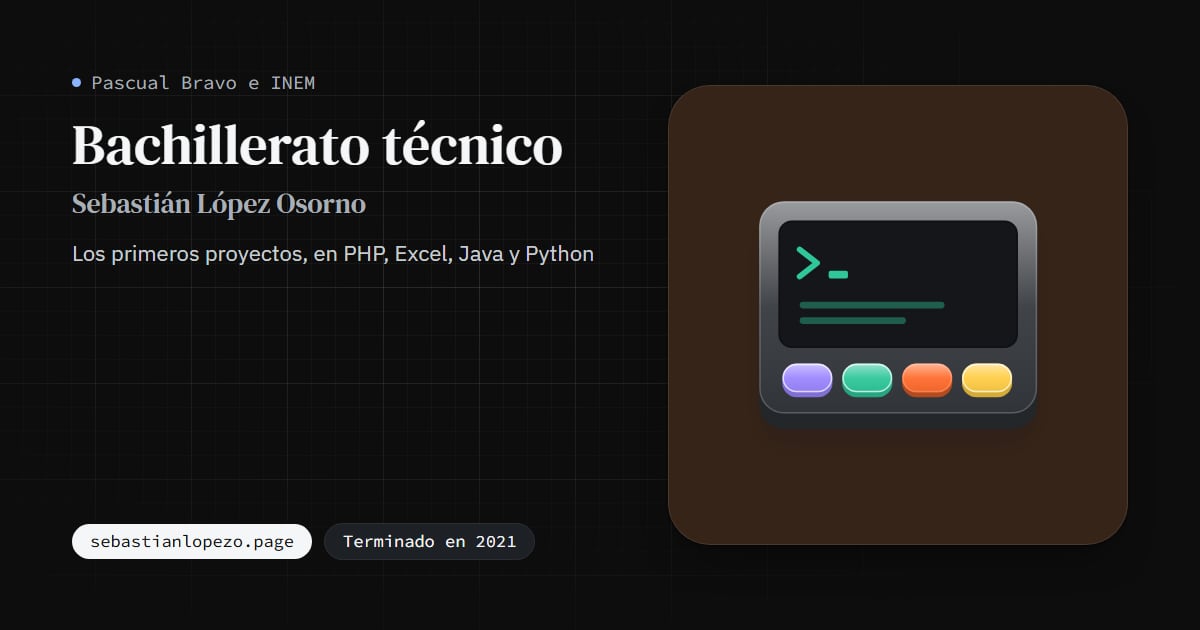 Pascual Bravo e INEM
Bachillerato técnico
Sebastián López Osorno
Los primeros proyectos, en PHP, Excel, Java y Python
>_
sebastianlopezo.page
Terminado en 2021